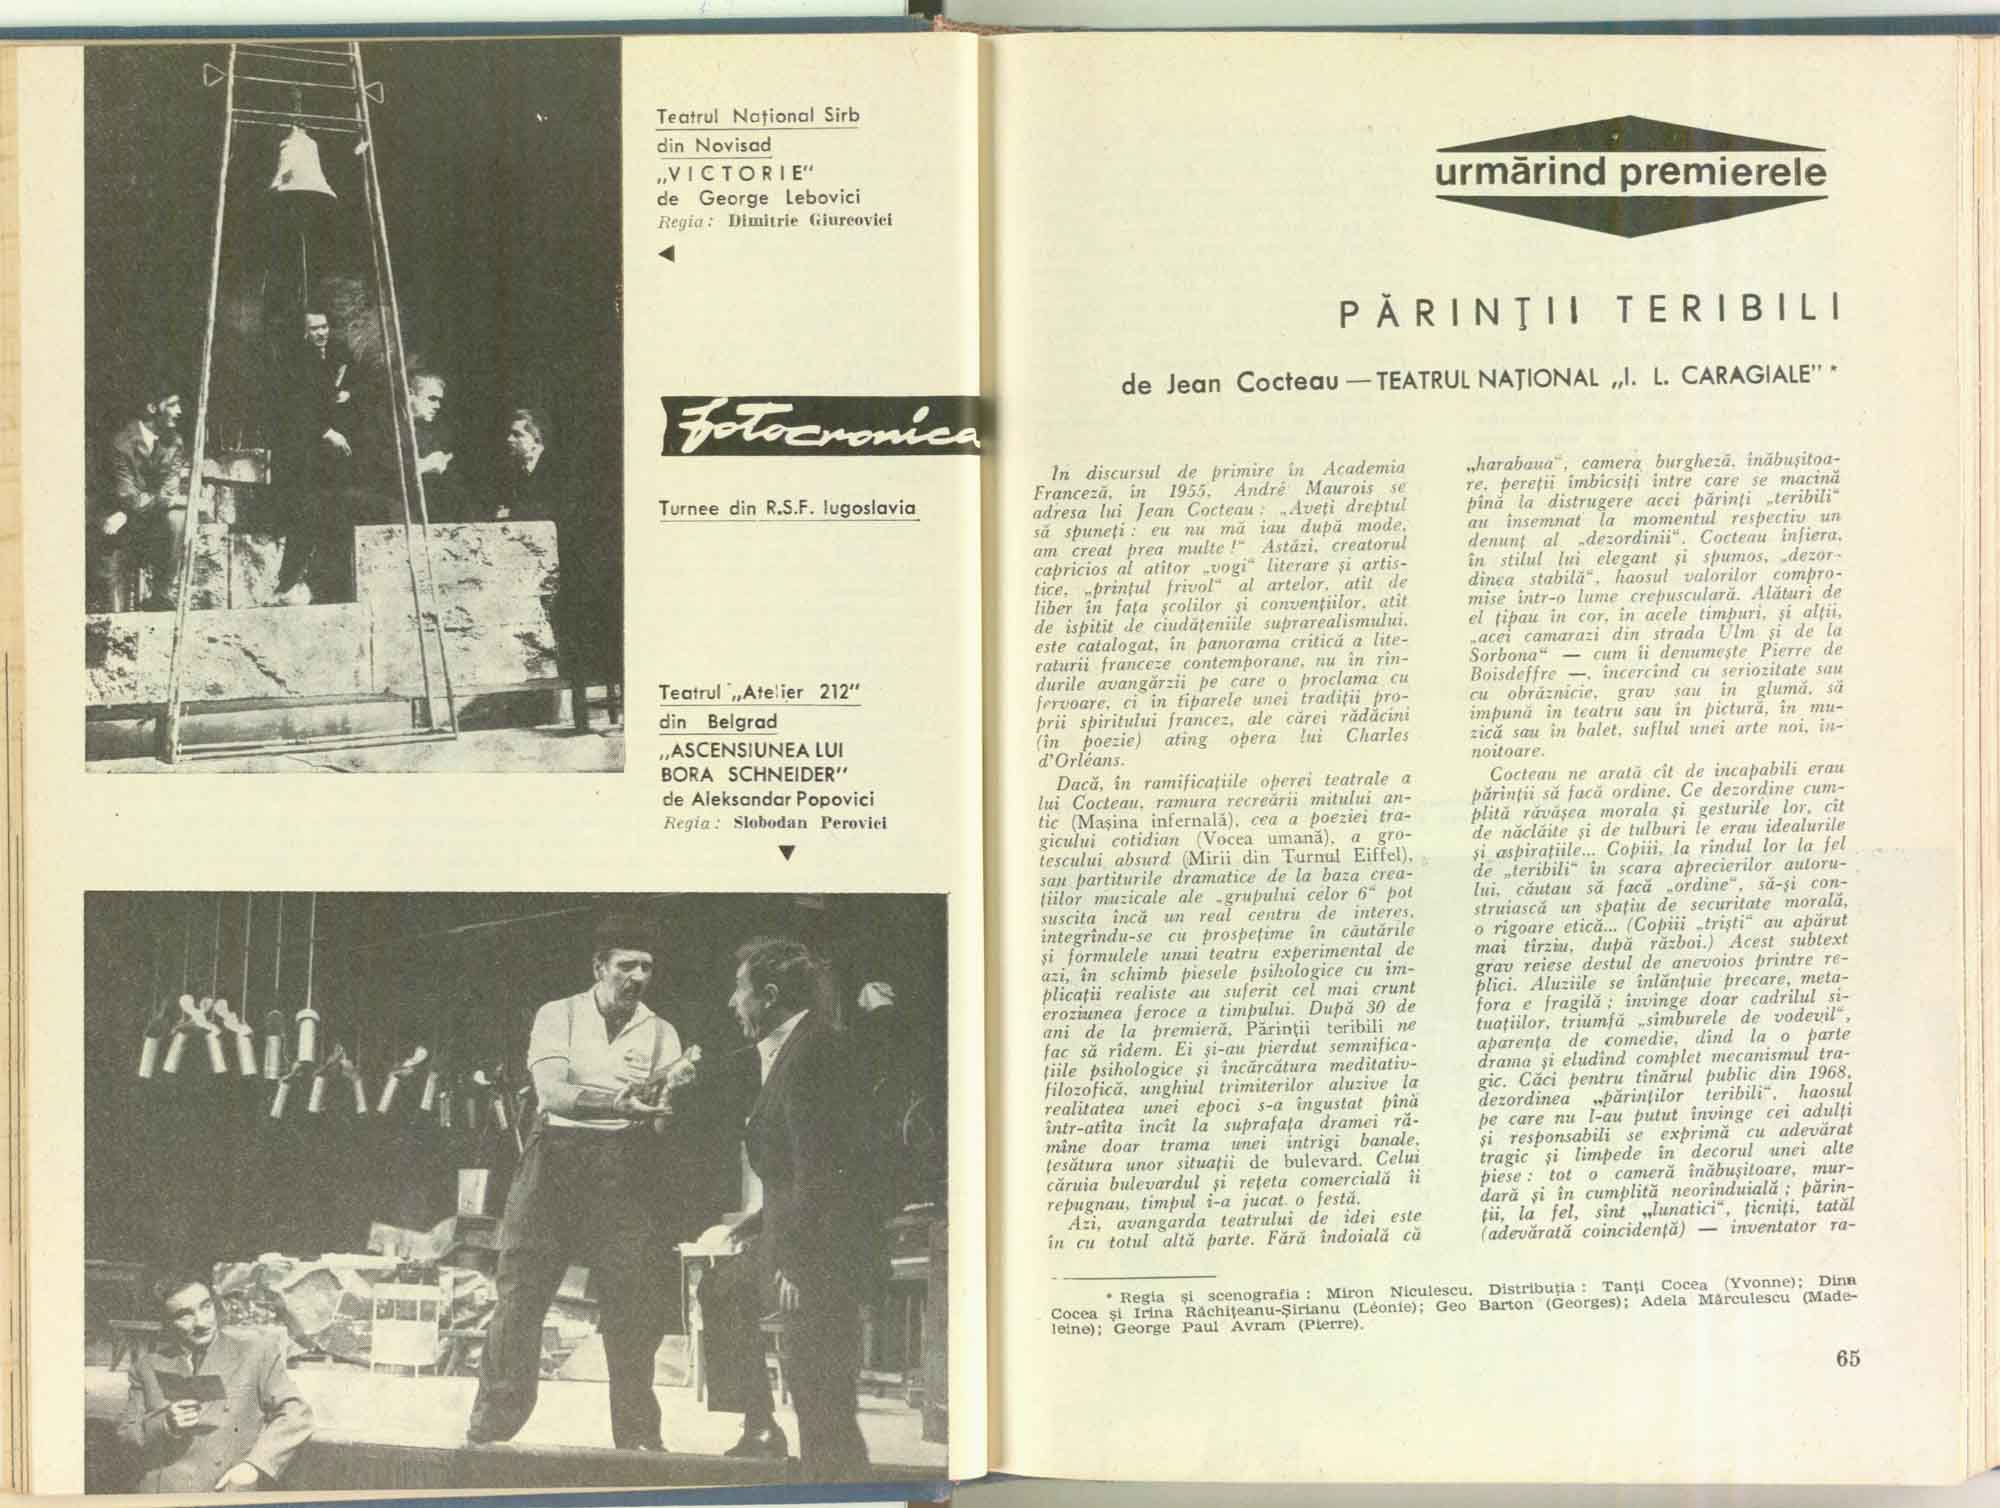 Teatrul Național Sîrb
din Novisad
„VICTORIE"
de George Lebovici
Regia: Dimitrie Giurcovici
fotocronica
Turnee din R.S.F. Iugoslavia
Teatrul „Atelier 212"
din Belgrad
„ASCENSIUNEA LUI
BORA SCHNEIDER"
de Aleksandar Popovici
Regia: Slobodan Perovici
urmărind premierele
PĂRINȚII TERIBILI
de Jean Cocteau — TEATRUL NAȚIONAL „I. L. CARAGIALE" *
În discursul de primire în Academia
Franceză, în 1955, André Maurois se
adresa lui Jean Cocteau : „Aveți dreptul
să spuneți : eu nu mă iau după mode,
am creat prea multe !" Astăzi, creatorul
capricios al atîtor „vogi" literare și artis-
tice, „prințul frivol" al artelor, atît de
liber în fața școlilor și convențiilor, atît
de ispitit de ciudățeniile suprarealismului,
este catalogat, în panorama critică a lite-
raturii franceze contemporane, nu în rîn-
durile avangărzii pe care o proclama cu
fervoare, ci în tiparele unei tradiții pro-
prii spiritului francez, ale cărei rădăcini
(în poezie) ating opera lui Charles
d'Orléans.
Dacă, în ramificațiile operei teatrale a
lui Cocteau, ramura recreării mitului an-
tic (Mașina infernală), cea a poeziei tra-
gicului cotidian (Vocea umană), a gro-
tescului absurd (Mirii din Turnul Eiffel),
sau partiturile dramatice de la baza crea-
țiilor muzicale ale „grupului celor 6" pot
suscita încă un real centru de interes,
integrîndu-se cu prospețime în căutările
și formulele unui teatru experimental de
azi, în schimb piesele psihologice cu im-
plicații realiste au suferit cel mai crunt
eroziunea feroce a timpului. După 30 de
ani de la premieră, Părinții teribili ne
fac să rîdem. Ei și-au pierdut semnifica-
țiile psihologice și încărcătura meditativ-
filozofică, unghiul trimiterilor aluzive la
realitatea unei epoci s-a îngustat pînă
într-atîta încît la suprafața dramei ră-
mîne doar trama unei intrigi banale,
țesătura unor situații de bulevard. Celui
căruia bulevardul și rețeta comercială îi
repugnau, timpul i-a jucat o festă.
Azi, avangarda teatrului de idei este
în cu totul altă parte. Fără îndoială că
„harabaua", camera burgheză, înăbușitoa-
re, pereții îmbicsiți între care se macină
pînă la distrugere acei părinți „teribili"
au însemnat la momentul respectiv un
denunț al „dezordinii". Cocteau înfiera,
în stilul lui elegant și spumos, „dezor-
dinea stabilă", haosul valorilor compro-
mise într-o lume crepusculară. Alături de
el țipau în cor, în acele timpuri, și alții,
„acei camarazi din strada Ulm și de la
Sorbona" — cum îi denumește Pierre de
Boisdeffre —, încercînd cu seriozitate sau
cu obrăznicie, grav sau în glumă, să
impună în teatru sau în pictură, în mu-
zică sau în balet, suflul unei arte noi, în-
noitoare.
Cocteau ne arată cît de incapabili erau
părinții să facă ordine. Ce dezordine cum-
plită răvășea morala și gesturile lor, cît
de năclăite și de tulburi le erau idealurile
și aspirațiile... Copiii, la rîndul lor la fel
de „teribili" în scara aprecierilor autoru-
lui, căutau să facă „ordine", să-și con-
struiască un spațiu de securitate morală,
o rigoare etică... (Copiii „triști" au apărut
mai tîrziu, după război.) Acest subtext
grav reiese destul de anevoios printre re-
plici. Aluziile se înlănțuie precare, meta-
fora e fragilă ; învinge doar cadrilul si-
tuațiilor, triumfă „sîmburele de vodevil",
aparența de comedie, dînd la o parte
drama și eludînd complet mecanismul tra-
gic. Căci pentru tînărul public din 1968,
dezordinea „părinților teribili", haosul
pe care nu l-au putut învinge cei adulți
și responsabili se exprimă cu adevărat
tragic și limpede în decorul unei alte
piese : tot o cameră înăbușitoare, mur-
dară și în cumplită neorînduială ; părin-
ții, la fel, sînt „lunatici", țicniți, tatăl
(adevărată coincidență) — inventator ra-
* Regia și scenografia : Miron Niculescu. Distribuția : Tanți Cocea (Yvonne); Dina
Cocea și Irina Răchițeanu-Șirianu (Léonie); Geo Barton (Georges); Adela Mărculescu (Made-
leine); George Paul Avram (Pierre).
65